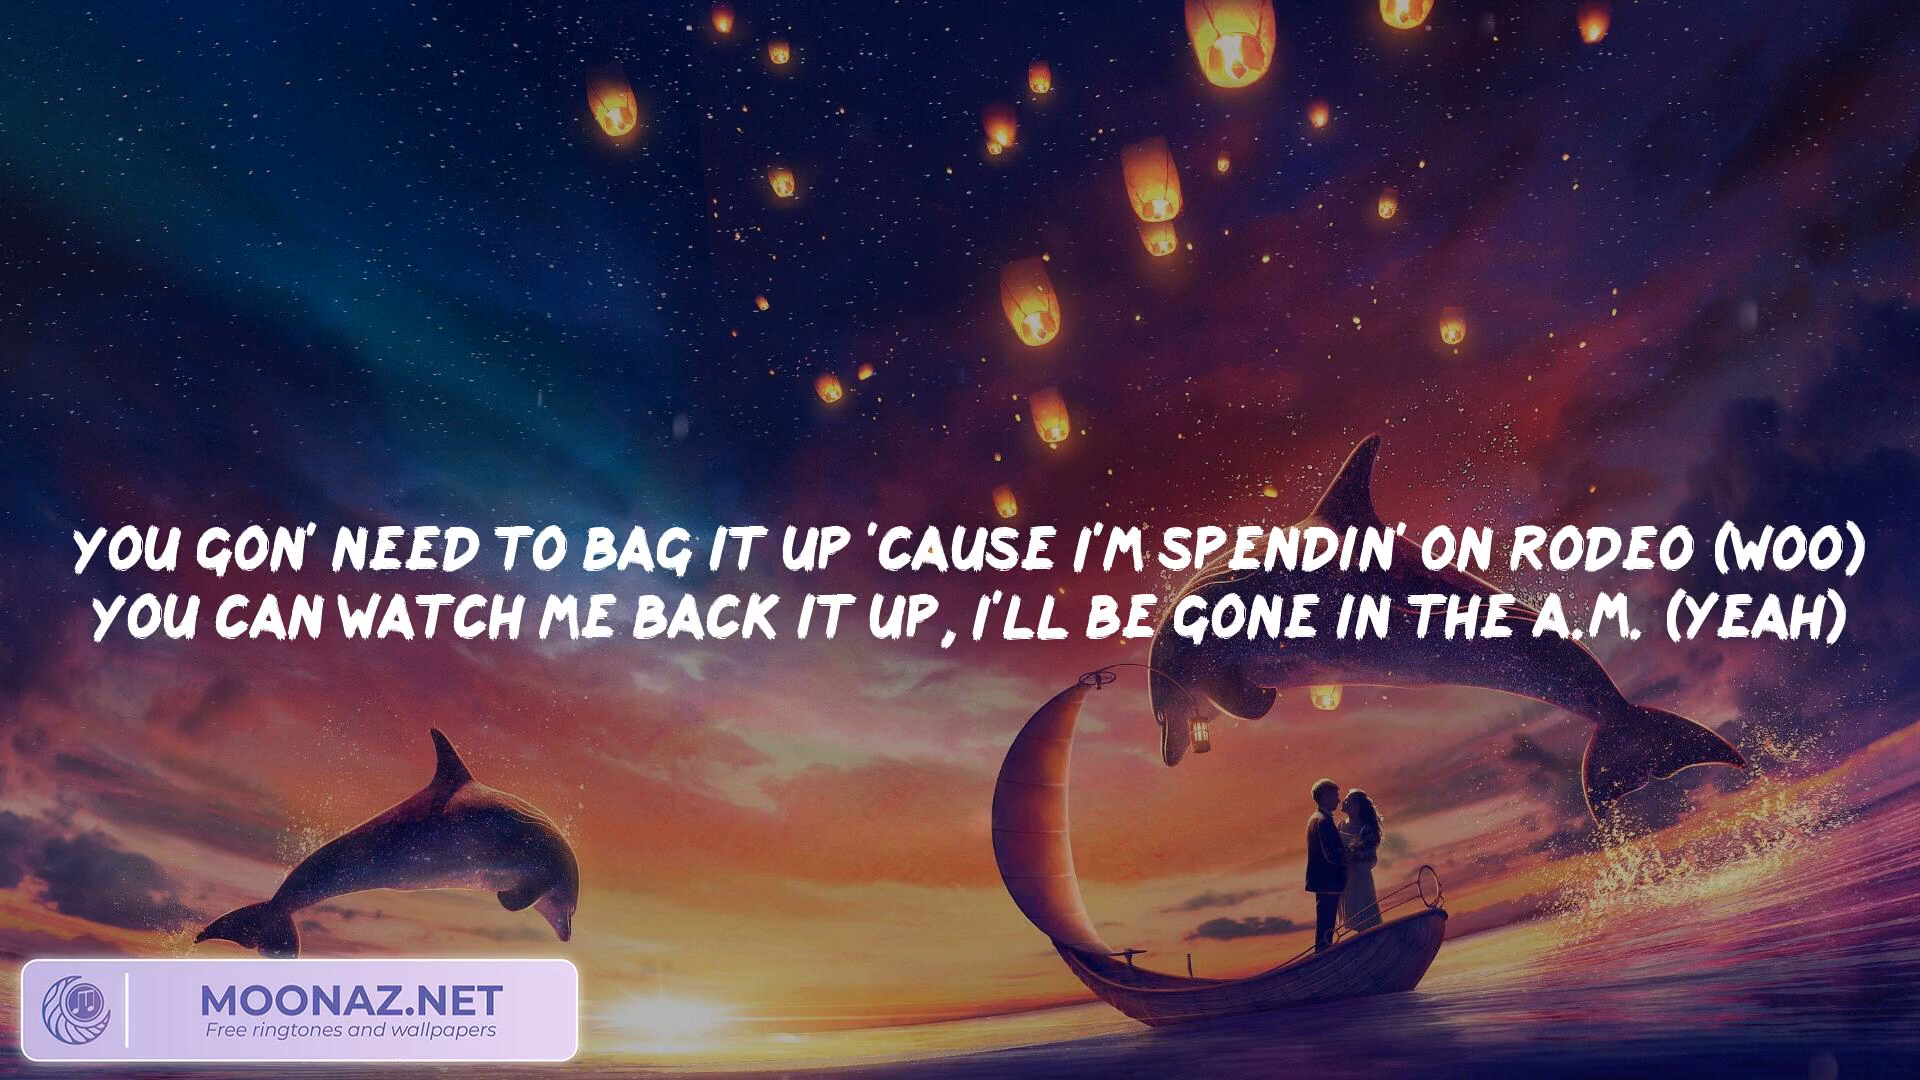 YOU GON' NEED TO BAG IT UP 'CAUSE I'M SPENDIN' ON RODEO (WOO)
YOU CAN WATCH ME BACK IT UP, I'LL BE GONE IN THE A.M. (YEAH)
MOONAZ.NET
Free ringtones and wallpapers